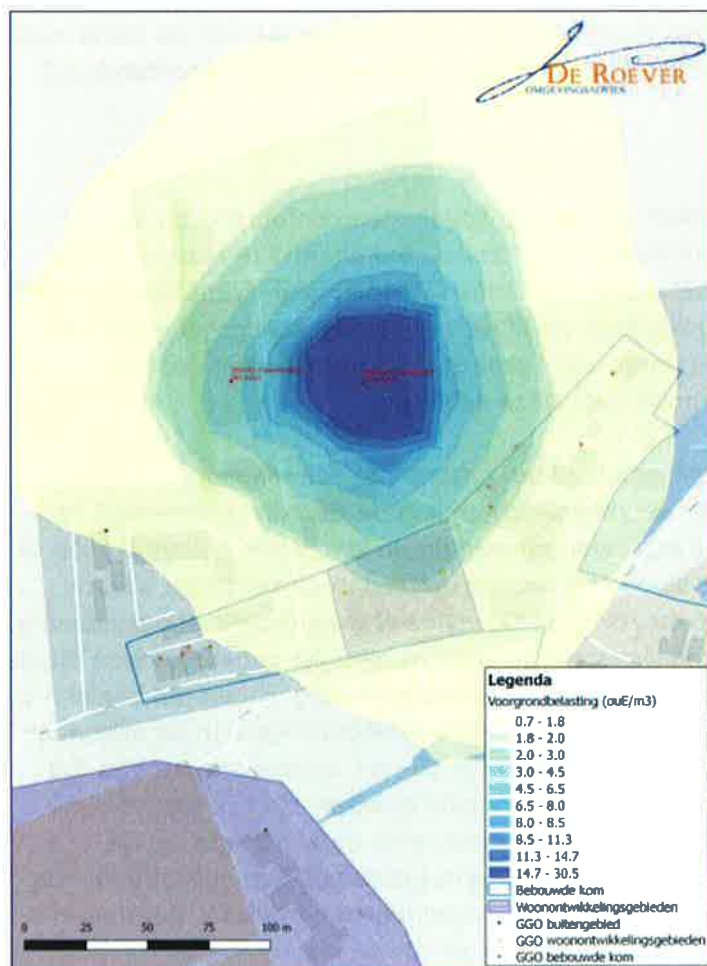 DE ROEVER
OMGEVINGSADVIES
Legenda
Voorgrondbelasting (ouE/m3)
0.7 - 1.8
1.8 - 2.0
2.0 - 3.0
3.0 - 4.5
4.5 - 6.5
6.5 - 8.0
8.0 - 8.5
8.5 - 11.3
11.3 - 14.7
14.7 - 30.5
Bebouwde kom
Woonontwikkelingsgebieden
GGO buitengebied
GGO woonontwikkelingsgebieden
GGO bebouwde kom
0 25 50 75 100 m